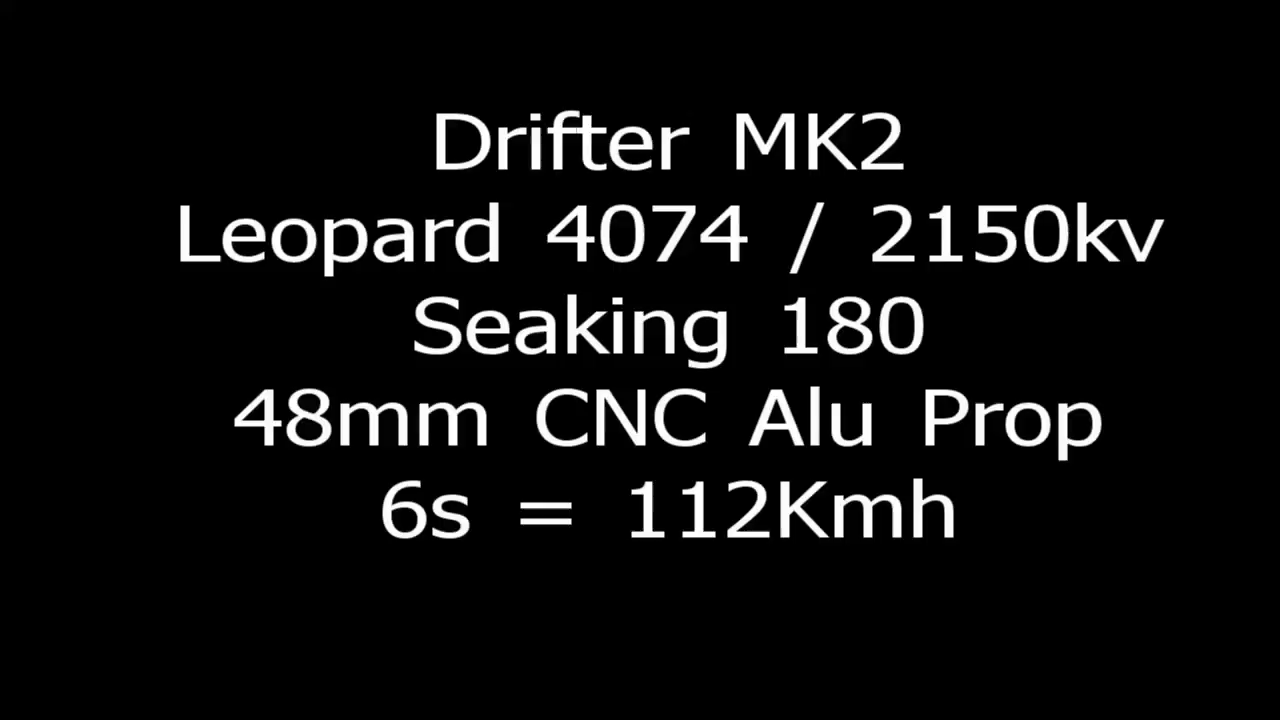 Drifter MK2
Leopard 4074 / 2150kv
Seaking 180
48mm CNC Alu Prop
6s = 112Kmh